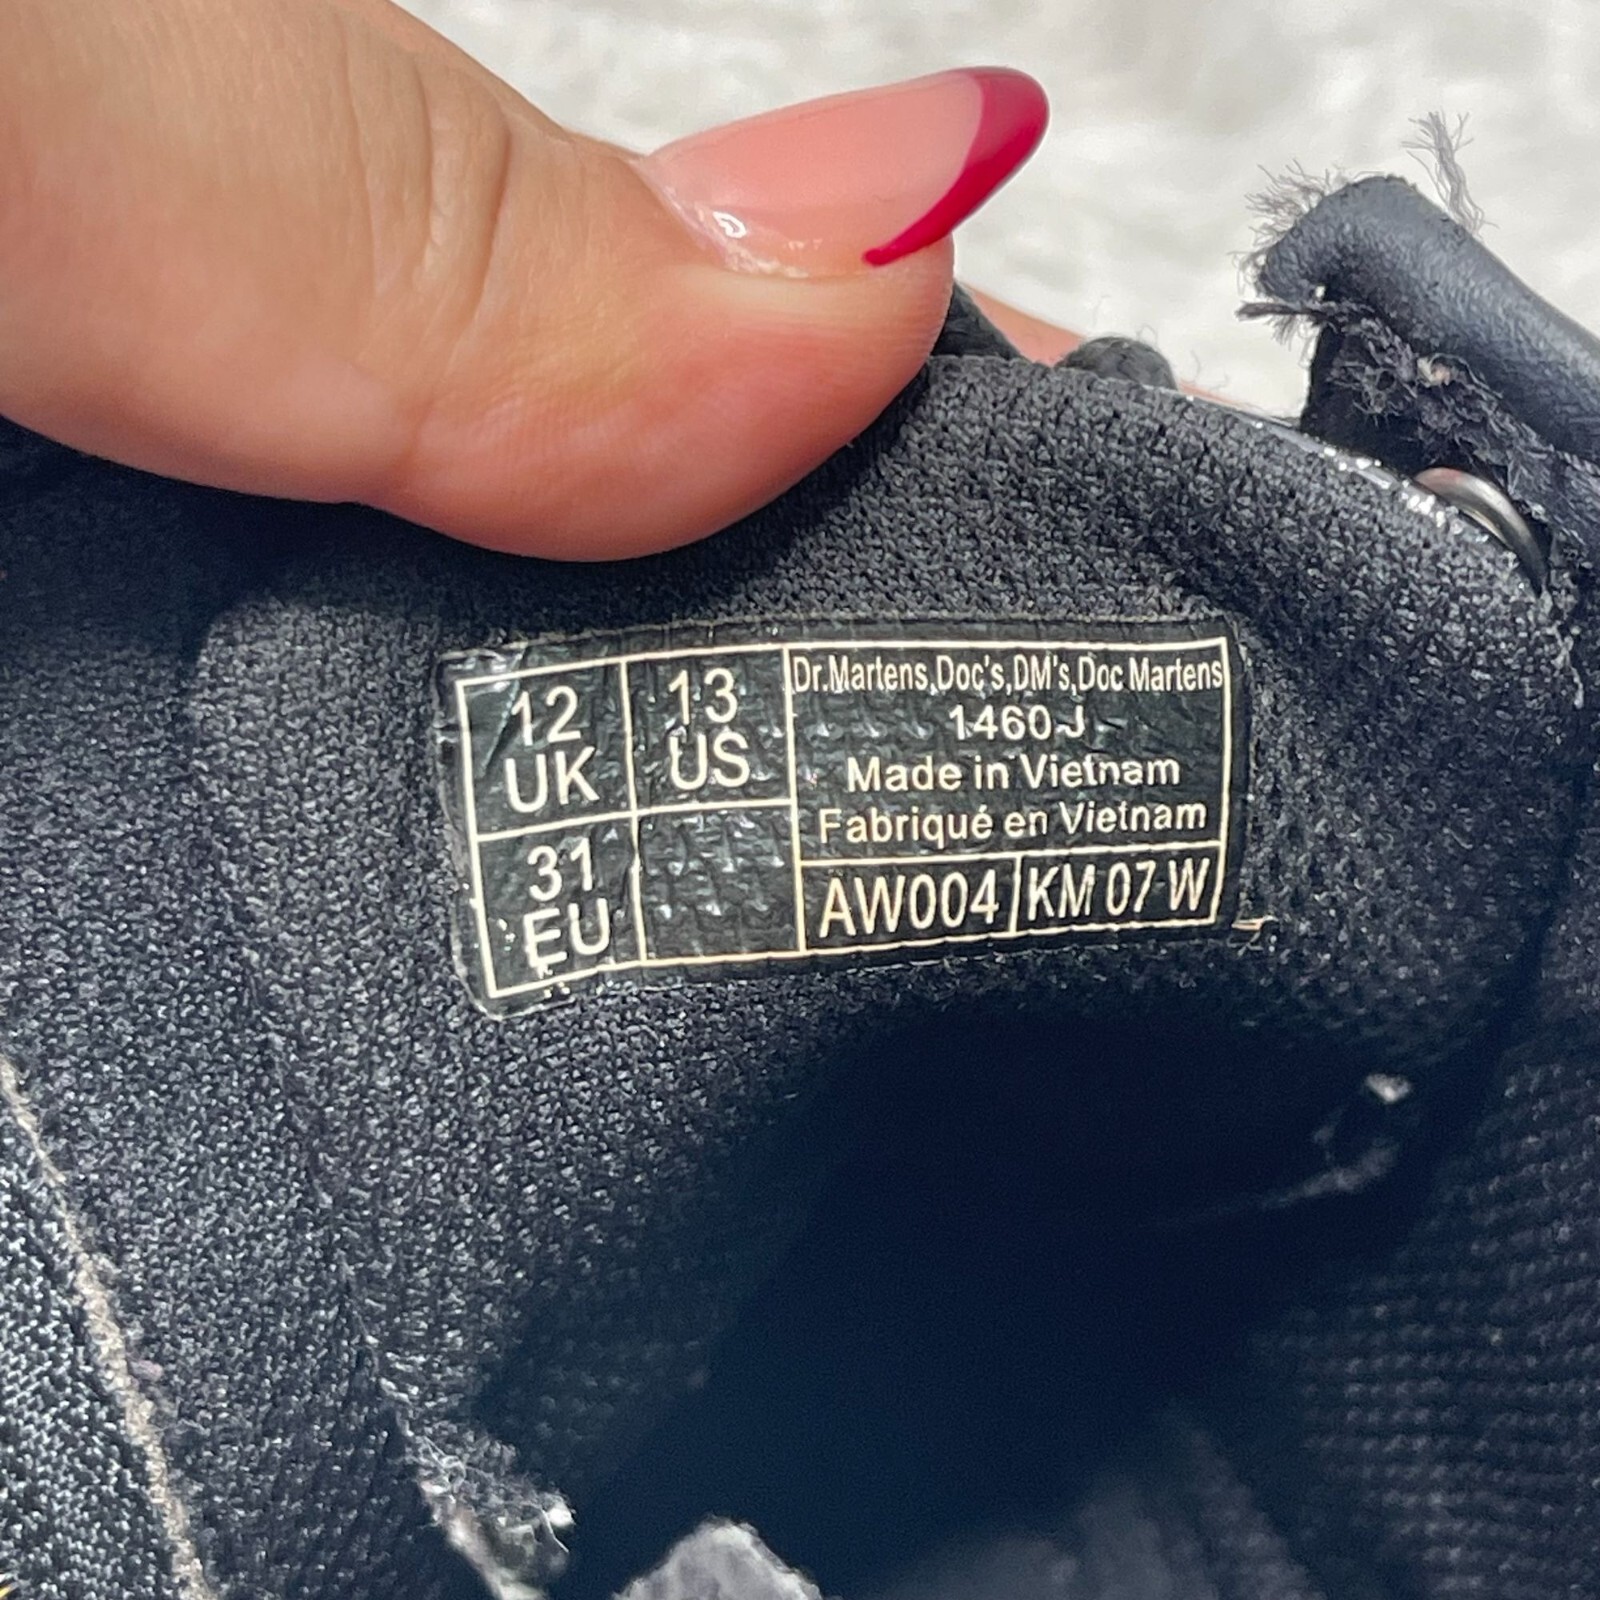 12
UK
13
US
31
EU
Dr.Martens,Doc's,DM's,Doc Martens
1460 J
Made in Vietnam
Fabriqué en Vietnam
AW004
KM 07 W